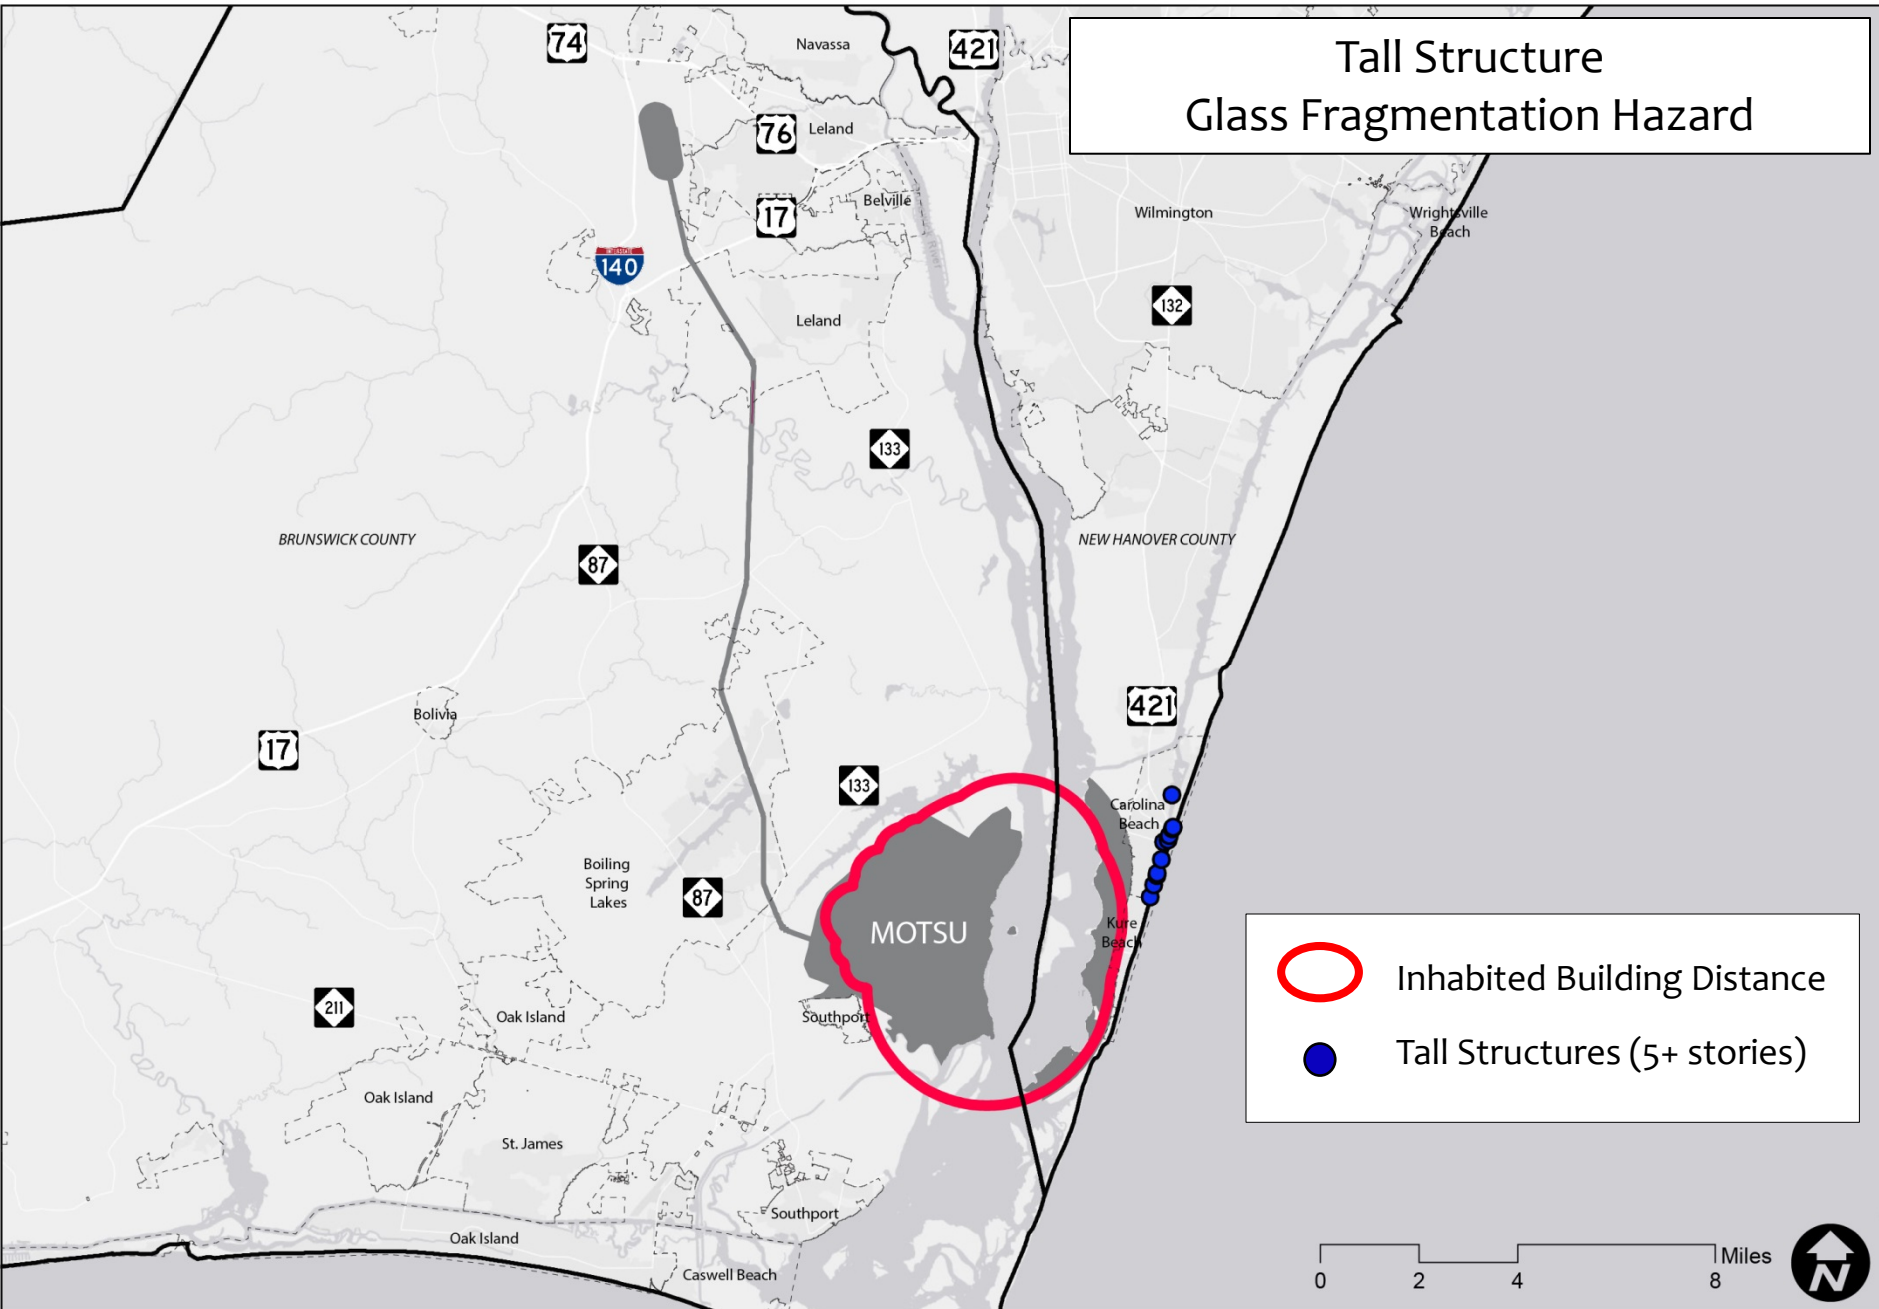 Tall Structure
Glass Fragmentation Hazard
74
Navassa
421
76
Leland
17
Belville
River
Wilmington
Wrightsville
Beach
INTERSTATE
140
132
Leland
133
BRUNSWICK COUNTY
NEW HANOVER COUNTY
87
421
Bolivia
17
133
Carolina
Beach
Boiling
Spring
Lakes
87
MOTSU
Kure
Beach
Inhabited Building Distance
211
Oak Island
Southport
Tall Structures (5+ stories)
Oak Island
St. James
Southport
Oak Island
Caswell Beach
Miles
0
2
4
8
N